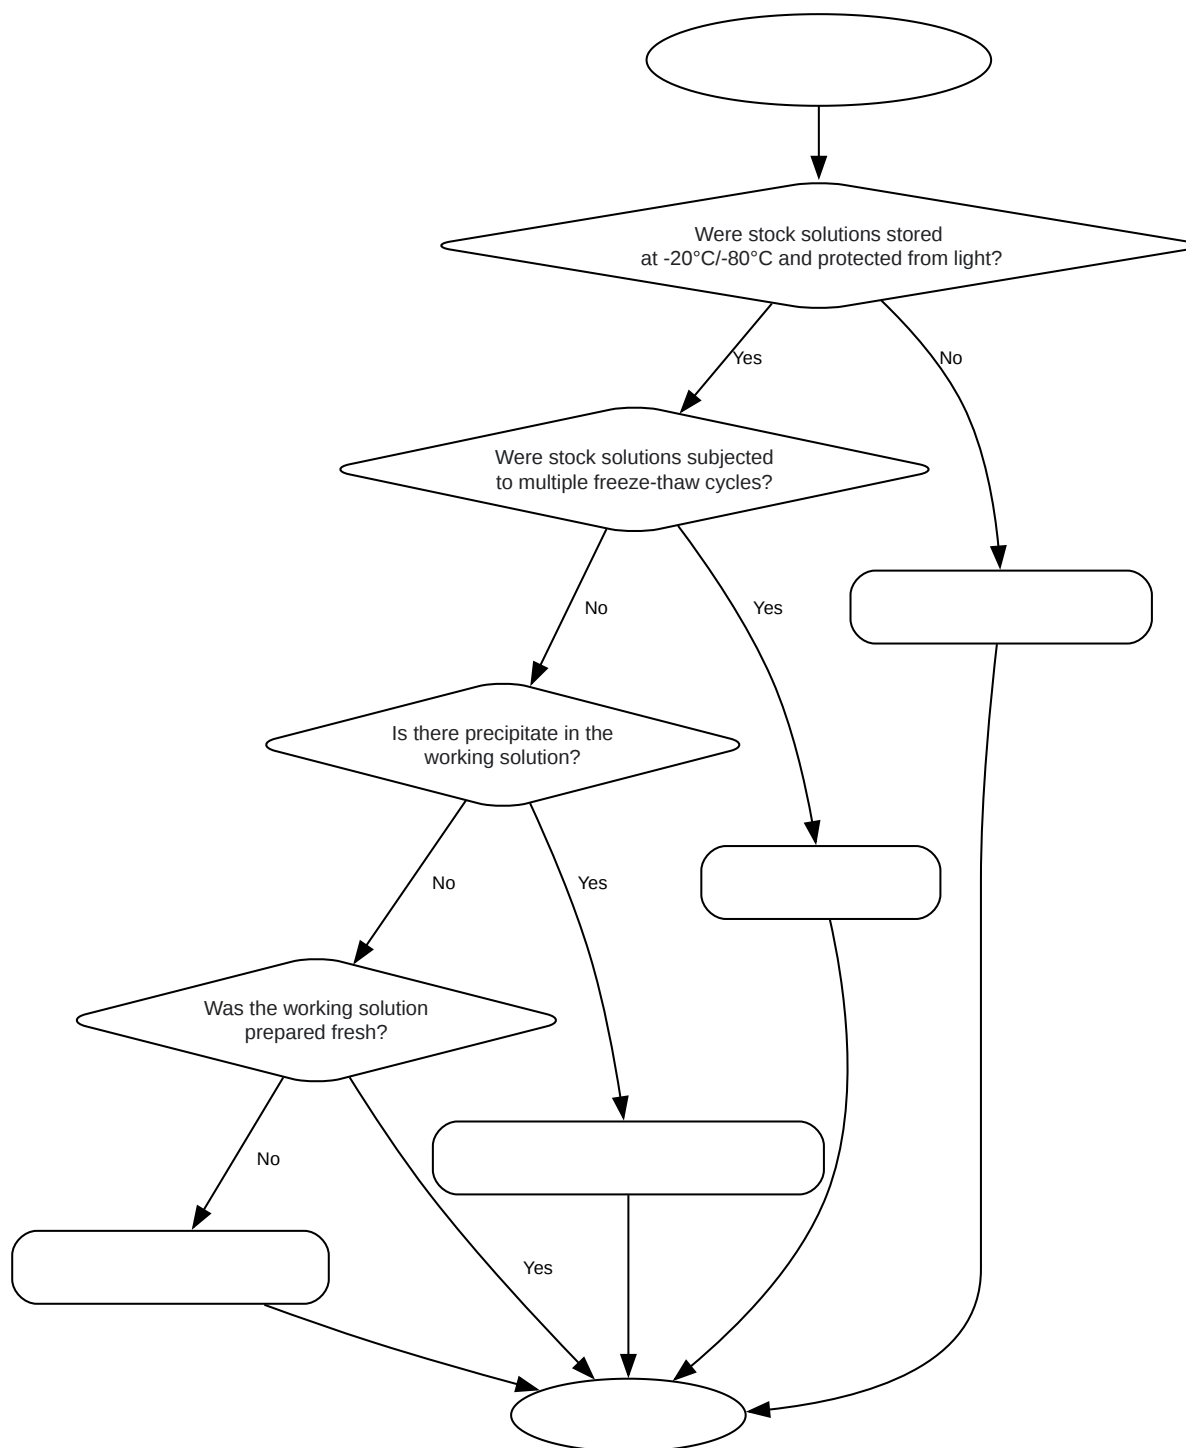 Were stock solutions stored
at -20°C/-80°C and protected from light?
Yes
No
Were stock solutions subjected
to multiple freeze-thaw cycles?
No
Yes
Is there precipitate in the
working solution?
No
Yes
Was the working solution
prepared fresh?
No
Yes